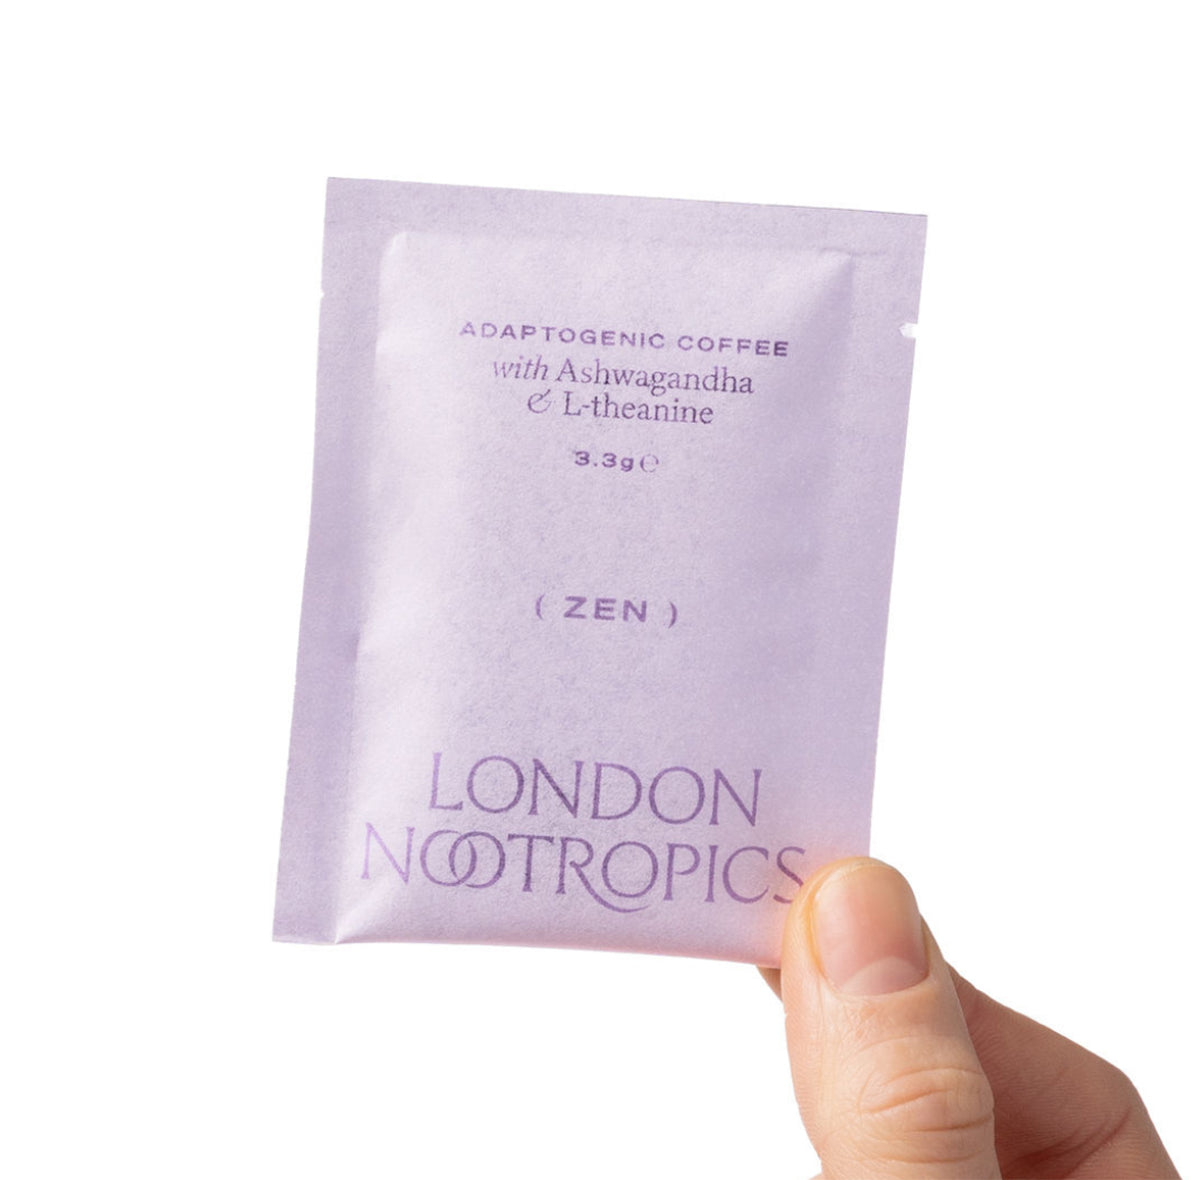 ADAPTOGENIC COFFEE
with Ashwagandha
& L-theanine
3.3g ℮
( ZEN )
LONDON
NOOTROPICS